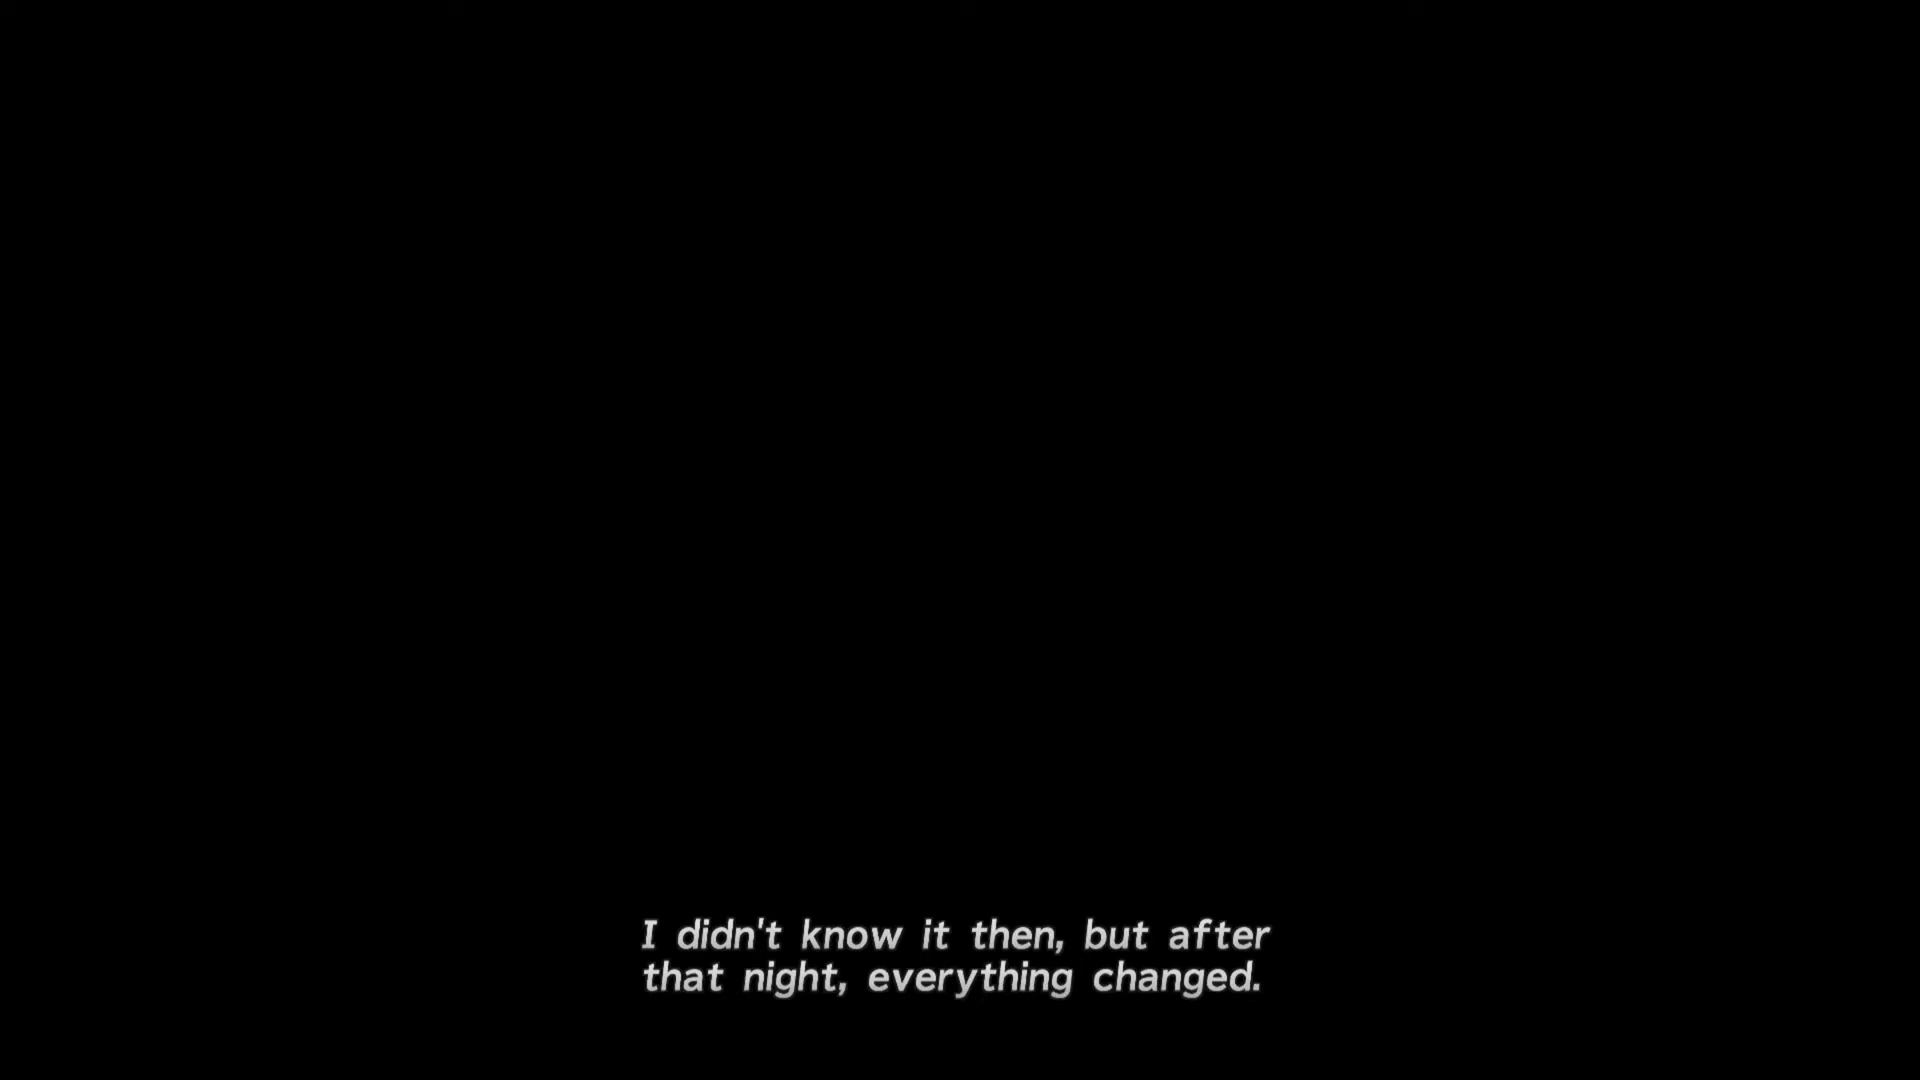 I didn't know it then, but after
that night, everything changed.